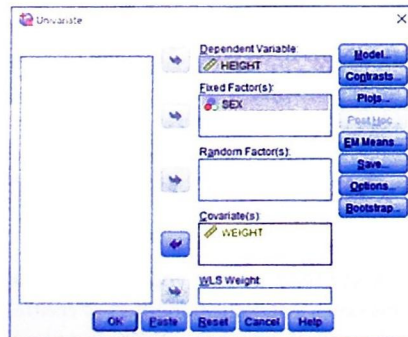 Univariate
Dependent Variable:
HEIGHT
Fixed Factor(s):
SEX
Random Factor(s):
Covariate(s):
WEIGHT
WLS Weight:
Model...
Contrasts...
Plots...
Post Hoc...
EM Means...
Save...
Options...
Bootstrap...
OK
Paste
Reset
Cancel
Help